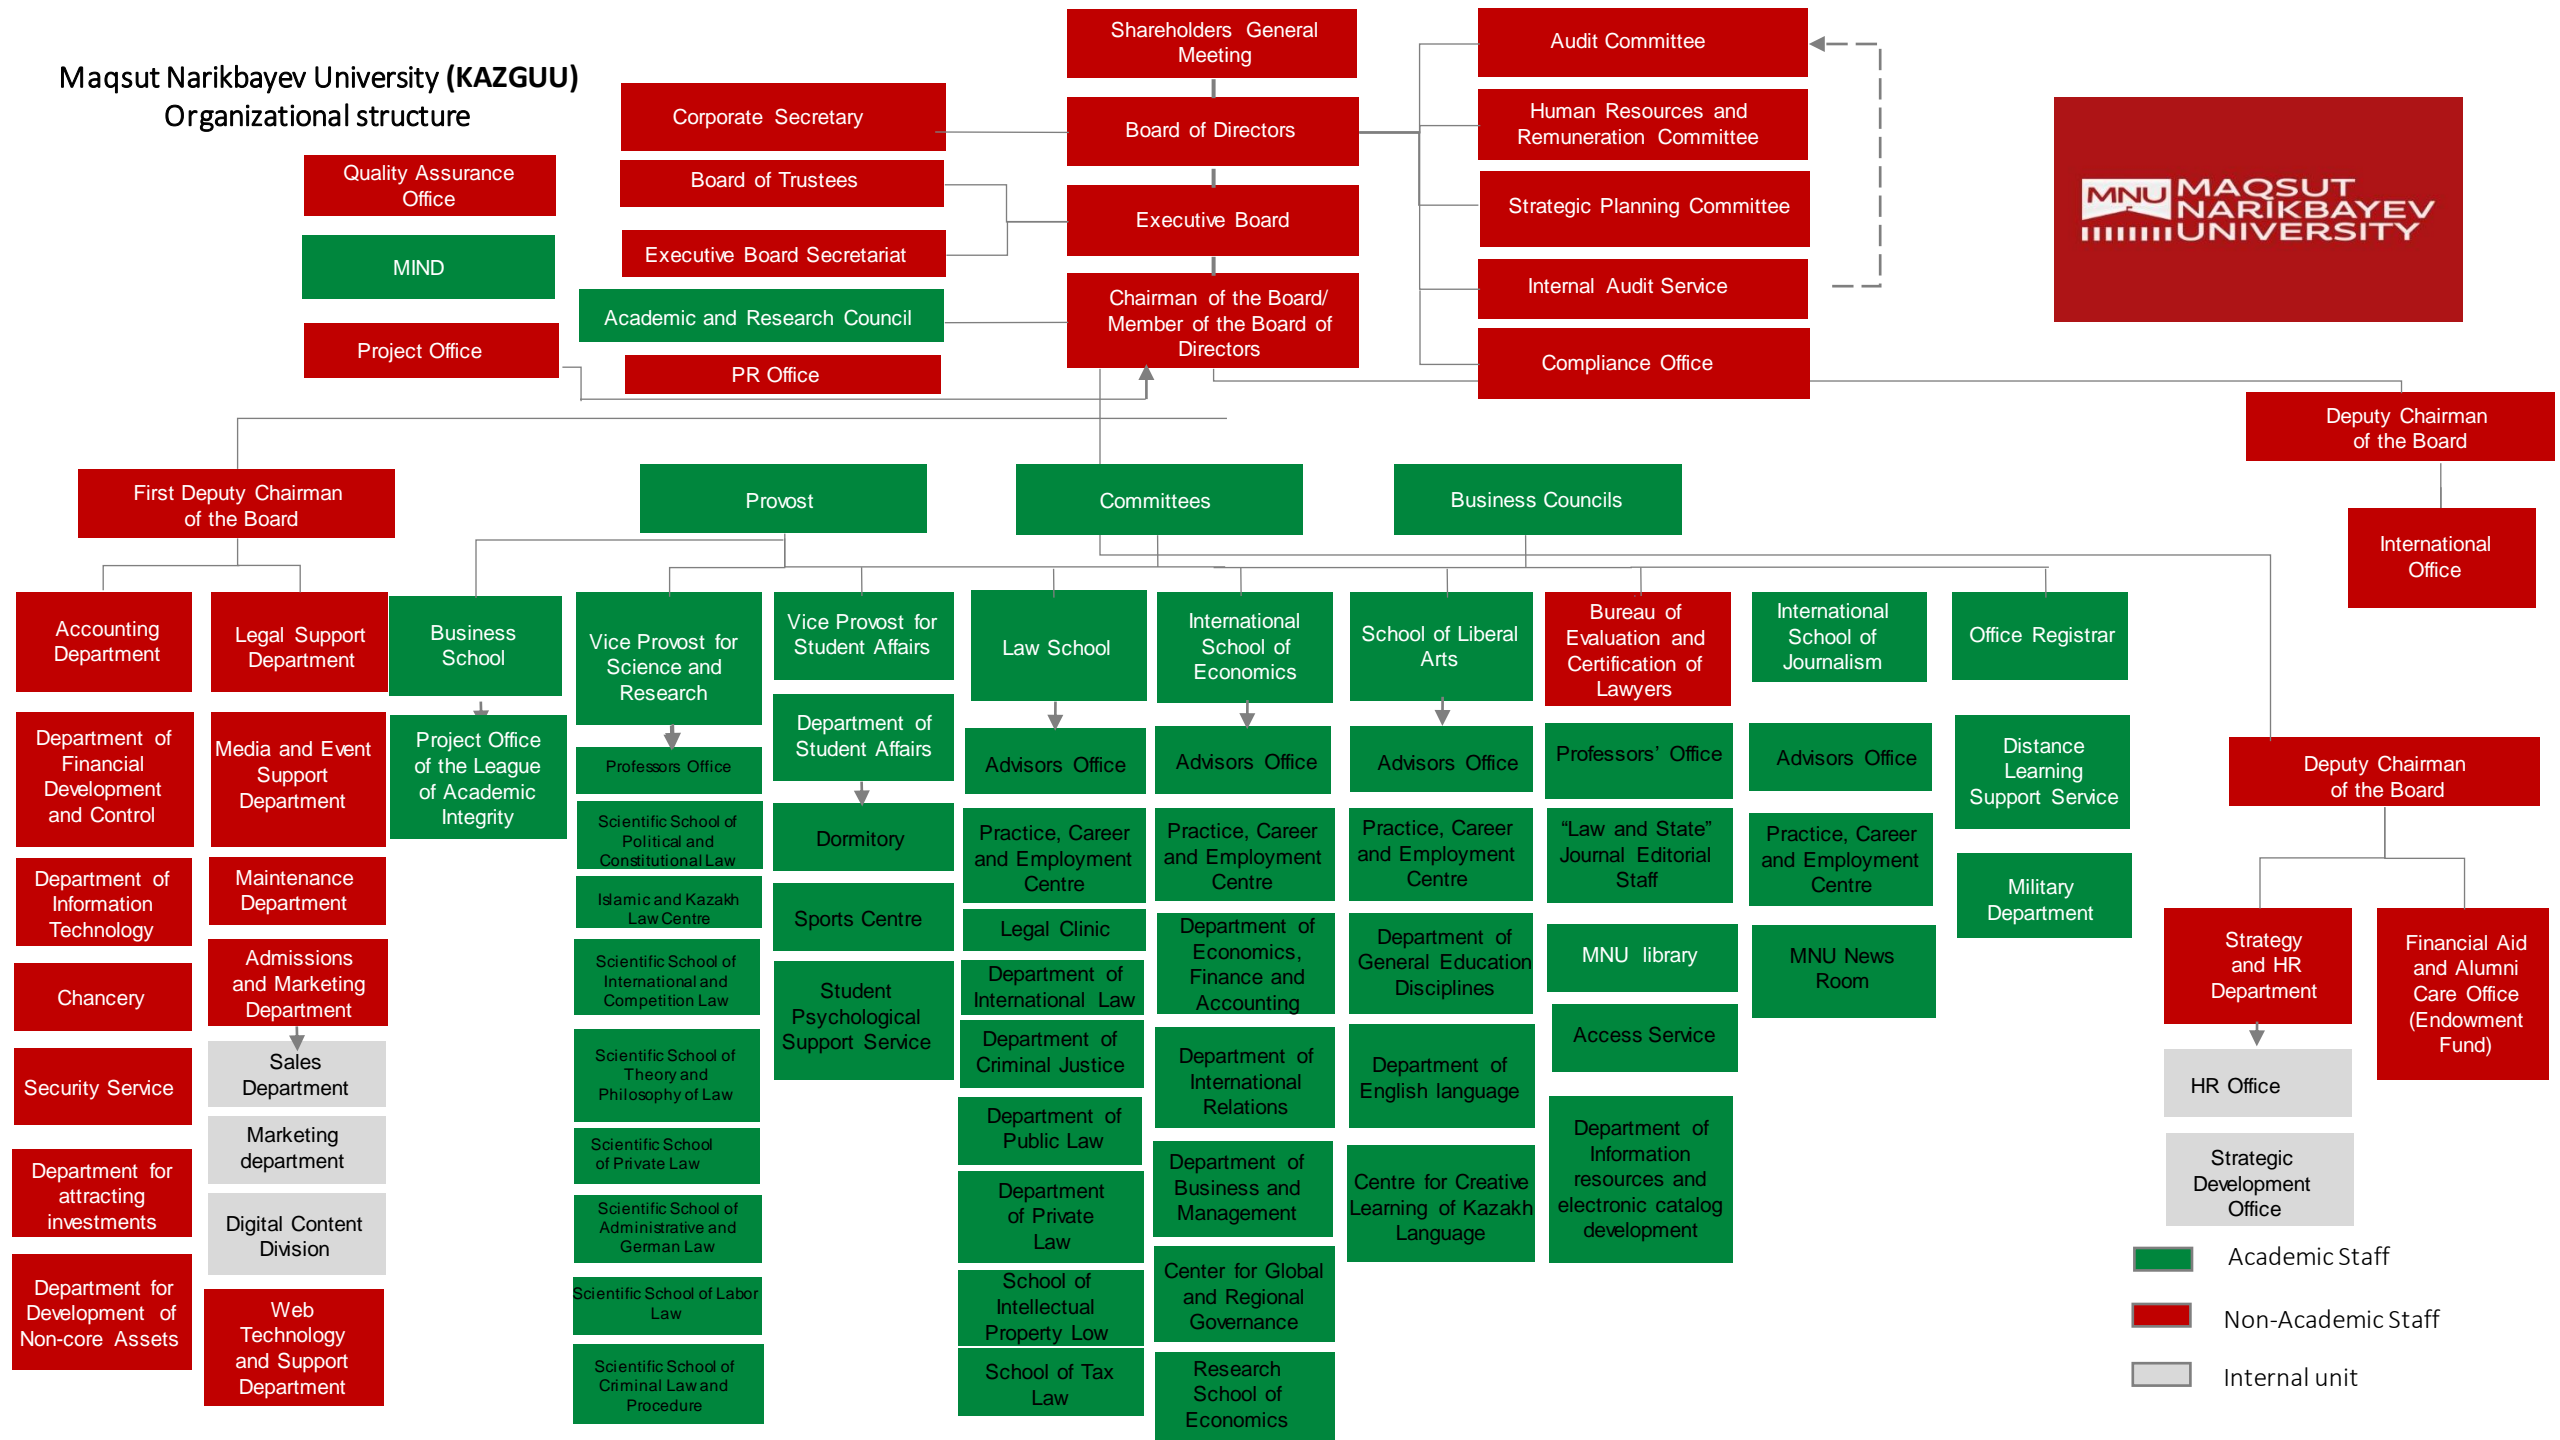 Maqsut Narikbayev University (KAZGUU)
Organizational structure
Shareholders General
Meeting
Board of Directors
Executive Board
Chairman of the Board/
Member of the Board of
Directors
Corporate Secretary
Board of Trustees
Executive Board Secretariat
Academic and Research Council
PR Office
Quality Assurance
Office
MIND
Project Office
Audit Committee
Human Resources and
Remuneration Committee
Strategic Planning Committee
Internal Audit Service
Compliance Office
MNU MAQSUT
NARIKBAYEV
UNIVERSITY
Deputy Chairman
of the Board
International
Office
First Deputy Chairman
of the Board
Provost
Committees
Business Councils
Accounting
Department
Department of
Financial
Development
and Control
Department of
Information
Technology
Chancery
Security Service
Department for
attracting
investments
Department for
Development of
Non-core Assets
Legal Support
Department
Media and Event
Support
Department
Maintenance
Department
Admissions
and Marketing
Department
Sales
Department
Marketing
department
Digital Content
Division
Web
Technology
and Support
Department
Business
School
Project Office
of the League
of Academic
Integrity
Vice Provost for
Science and
Research
Professors Office
Scientific School of
Political and
Constitutional Law
Islamic and Kazakh
Law Centre
Scientific School of
International and
Competition Law
Scientific School of
Theory and
Philosophy of Law
Scientific School
of Private Law
Scientific School of
Administrative and
German Law
Scientific School of Labor
Law
Scientific School of
Criminal Law and
Procedure
Vice Provost for
Student Affairs
Department of
Student Affairs
Dormitory
Sports Centre
Student
Psychological
Support Service
Law School
Advisors Office
Practice, Career
and Employment
Centre
Legal Clinic
Department of
International Law
Department of
Criminal Justice
Department of
Public Law
Department
of Private
Law
School of
Intellectual
Property Low
School of Tax
Law
International
School of
Economics
Advisors Office
Practice, Career
and Employment
Centre
Department of
Economics,
Finance and
Accounting
Department of
International
Relations
Department of
Business and
Management
Center for Global
and Regional
Governance
Research
School of
Economics
School of Liberal
Arts
Advisors Office
Practice, Career
and Employment
Centre
Department of
General Education
Disciplines
Department of
English language
Centre for Creative
Learning of Kazakh
Language
Bureau of
Evaluation and
Certification of
Lawyers
Professors’ Office
“Law and State”
Journal Editorial
Staff
MNU library
Access Service
Department of
Information
resources and
electronic catalog
development
International
School of
Journalism
Advisors Office
Practice, Career
and Employment
Centre
MNU News
Room
Office Registrar
Distance
Learning
Support Service
Military
Department
Deputy Chairman
of the Board
Strategy
and HR
Department
HR Office
Strategic
Development
Office
Financial Aid
and Alumni
Care Office
(Endowment
Fund)
Academic Staff
Non-Academic Staff
Internal unit